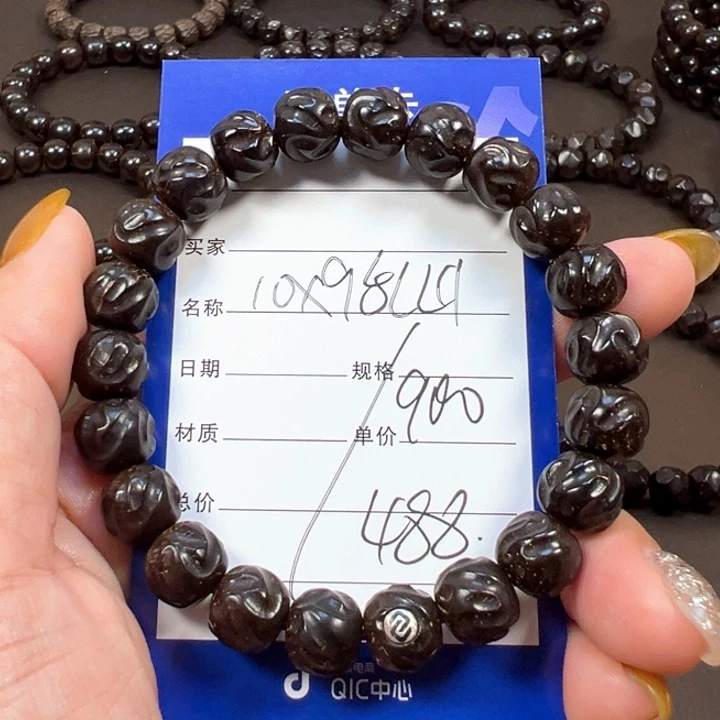 买家
名称 10x9
日期 规格
900
材质 单价
总价 488.
QIC中心